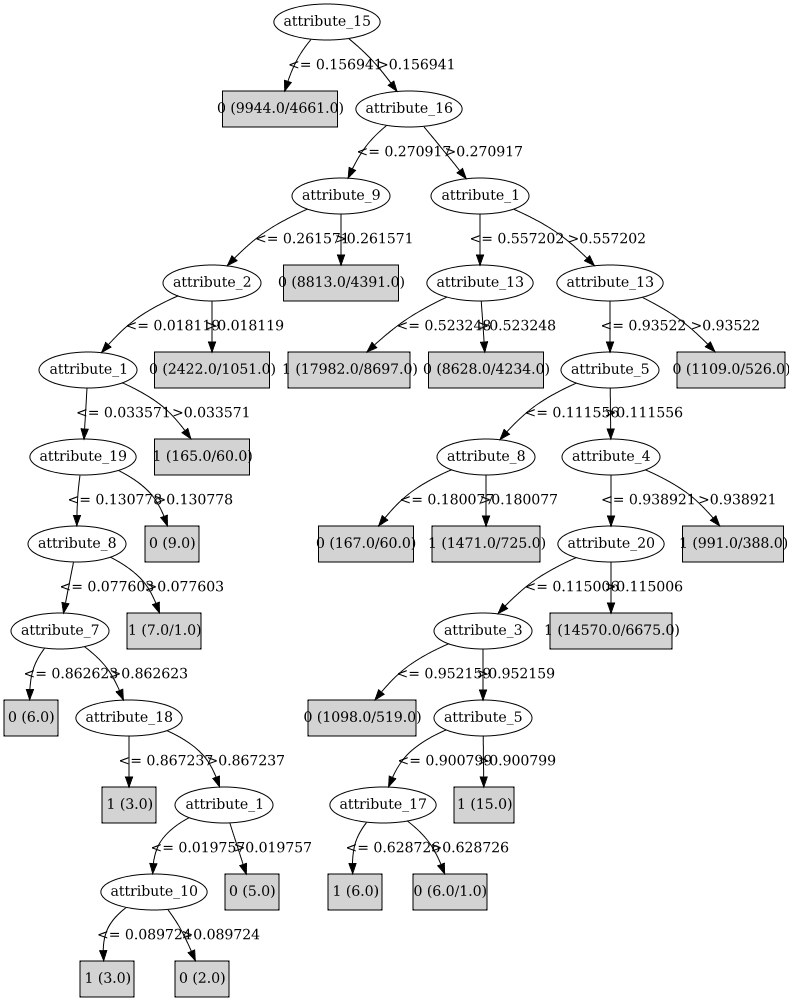 attribute_15
<= 0.156941 >0.156941
0 (9944.0/4661.0) attribute_16
<= 0.270917 >0.270917
attribute_9 attribute_1
<= 0.261571 >0.261571 <= 0.557202 >0.557202
attribute_2 0 (8813.0/4391.0) attribute_13 attribute_13
<= 0.018119 >0.018119 <= 0.523248 >0.523248 <= 0.93522 >0.93522
attribute_1 0 (2422.0/1051.0) 1 (17982.0/8697.0) 0 (8628.0/4234.0) attribute_5 0 (1109.0/526.0)
<= 0.033571 >0.033571 <= 0.111556 >0.111556
attribute_19 1 (165.0/60.0) attribute_8 attribute_4
<= 0.130778 >0.130778 <= 0.180077 >0.180077 <= 0.938921 >0.938921
attribute_8 0 (9.0) 0 (167.0/60.0) 1 (1471.0/725.0) attribute_20 1 (991.0/388.0)
<= 0.077603 >0.077603 <= 0.115006 >0.115006
attribute_7 1 (7.0/1.0) attribute_3 1 (14570.0/6675.0)
<= 0.862623 >0.862623 <= 0.952159 >0.952159
0 (6.0) attribute_18 0 (1098.0/519.0) attribute_5
<= 0.867237 >0.867237 <= 0.900799 >0.900799
1 (3.0) attribute_1 attribute_17 1 (15.0)
<= 0.019757 >0.019757 <= 0.628726 >0.628726
attribute_10 0 (5.0) 1 (6.0) 0 (6.0/1.0)
<= 0.089724 >0.089724
1 (3.0) 0 (2.0)